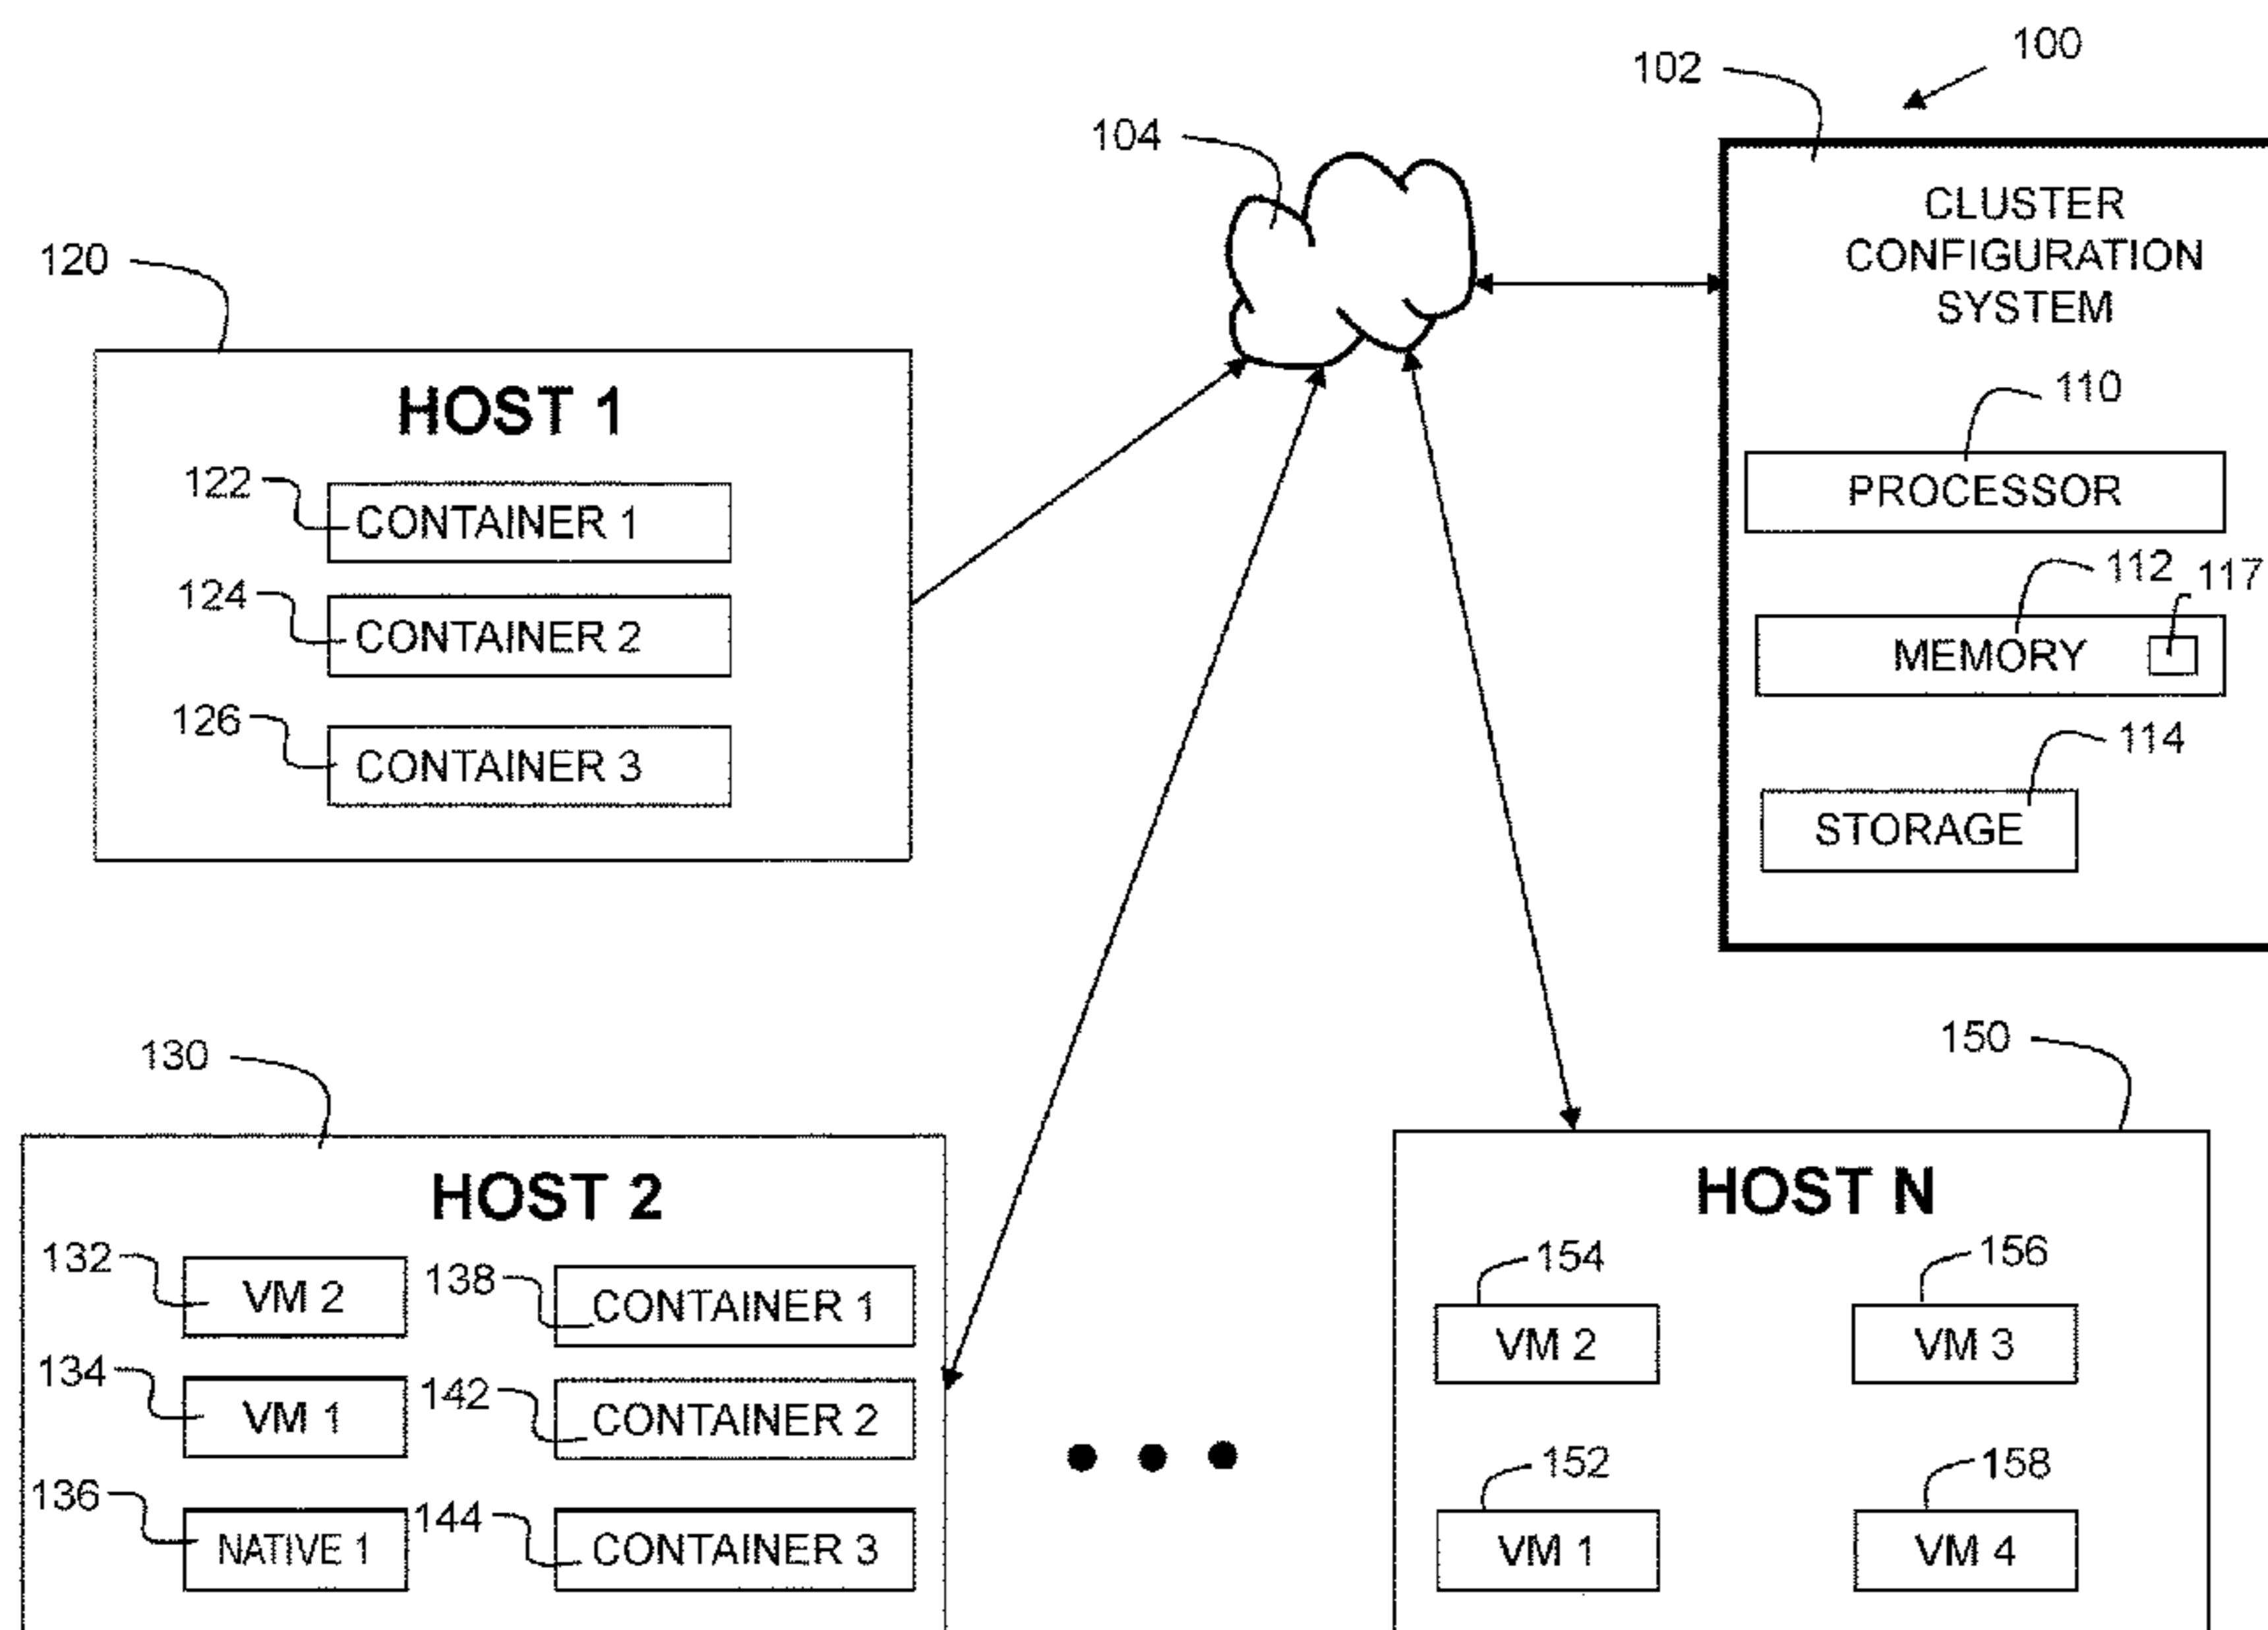 100
102
104
CLUSTER
CONFIGURATION
SYSTEM
110
PROCESSOR
112
117
MEMORY
114
STORAGE
120
HOST 1
122
CONTAINER 1
124
CONTAINER 2
126
CONTAINER 3
130
HOST 2
132
VM 2
138
CONTAINER 1
134
VM 1
142
CONTAINER 2
136
NATIVE 1
144
CONTAINER 3
150
HOST N
154
VM 2
156
VM 3
152
VM 1
158
VM 4